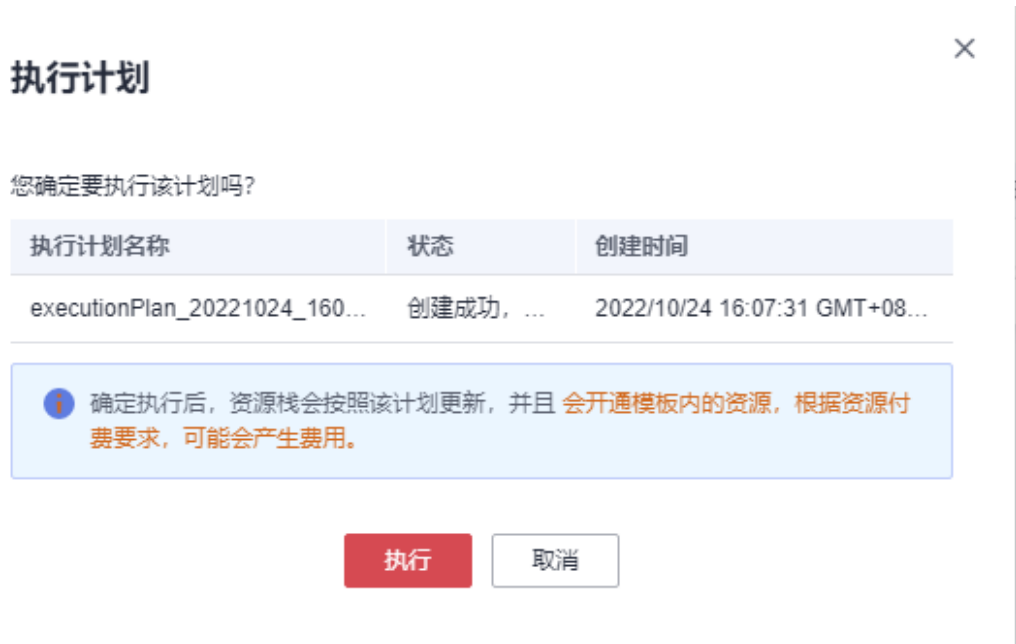 执行计划
您确定要执行该计划吗?
执行计划名称 状态 创建时间
executionPlan_20221024_160... 创建成功, ... 2022/10/24 16:07:31 GMT+08...
确定执行后，资源栈会按照该计划更新，并且 会开通模板内的资源，根据资源付
费要求，可能会产生费用。
执行 取消